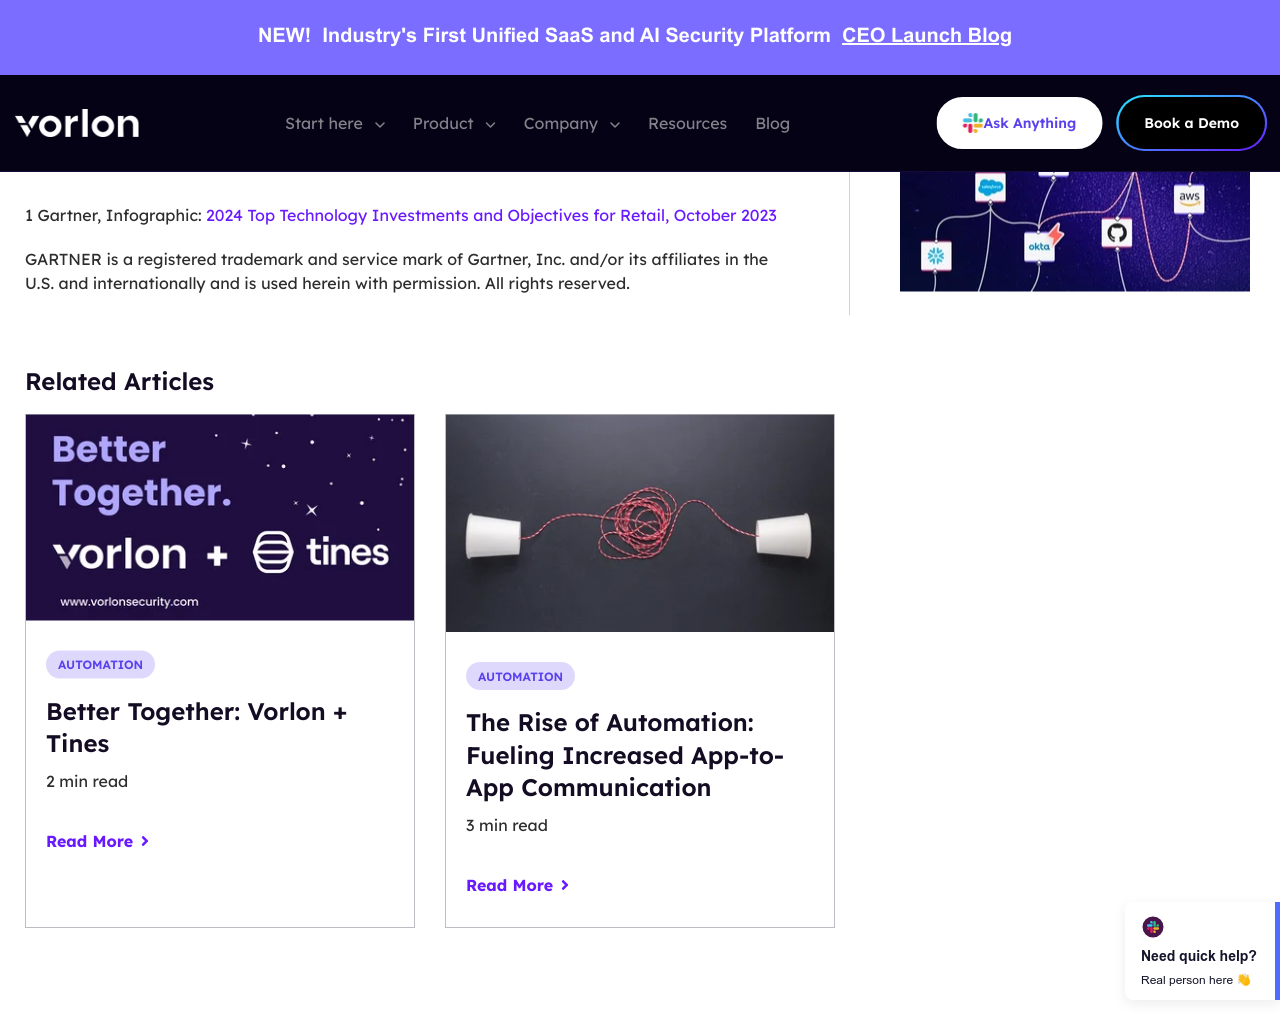 NEW! Industry's First Unified SaaS and AI Security Platform CEO Launch Blog
vorlon
Start here
Product
Company
Resources
Blog
Ask Anything
Book a Demo
1 Gartner, Infographic: 2024 Top Technology Investments and Objectives for Retail, October 2023
GARTNER is a registered trademark and service mark of Gartner, Inc. and/or its affiliates in the
U.S. and internationally and is used herein with permission. All rights reserved.
salesforce
aws
okta
Related Articles
Better
Together.
vorlon + tines
www.vorlonsecurity.com
AUTOMATION
Better Together: Vorlon +
Tines
2 min read
Read More
AUTOMATION
The Rise of Automation:
Fueling Increased App-to-
App Communication
3 min read
Read More
Need quick help?
Real person here 👋